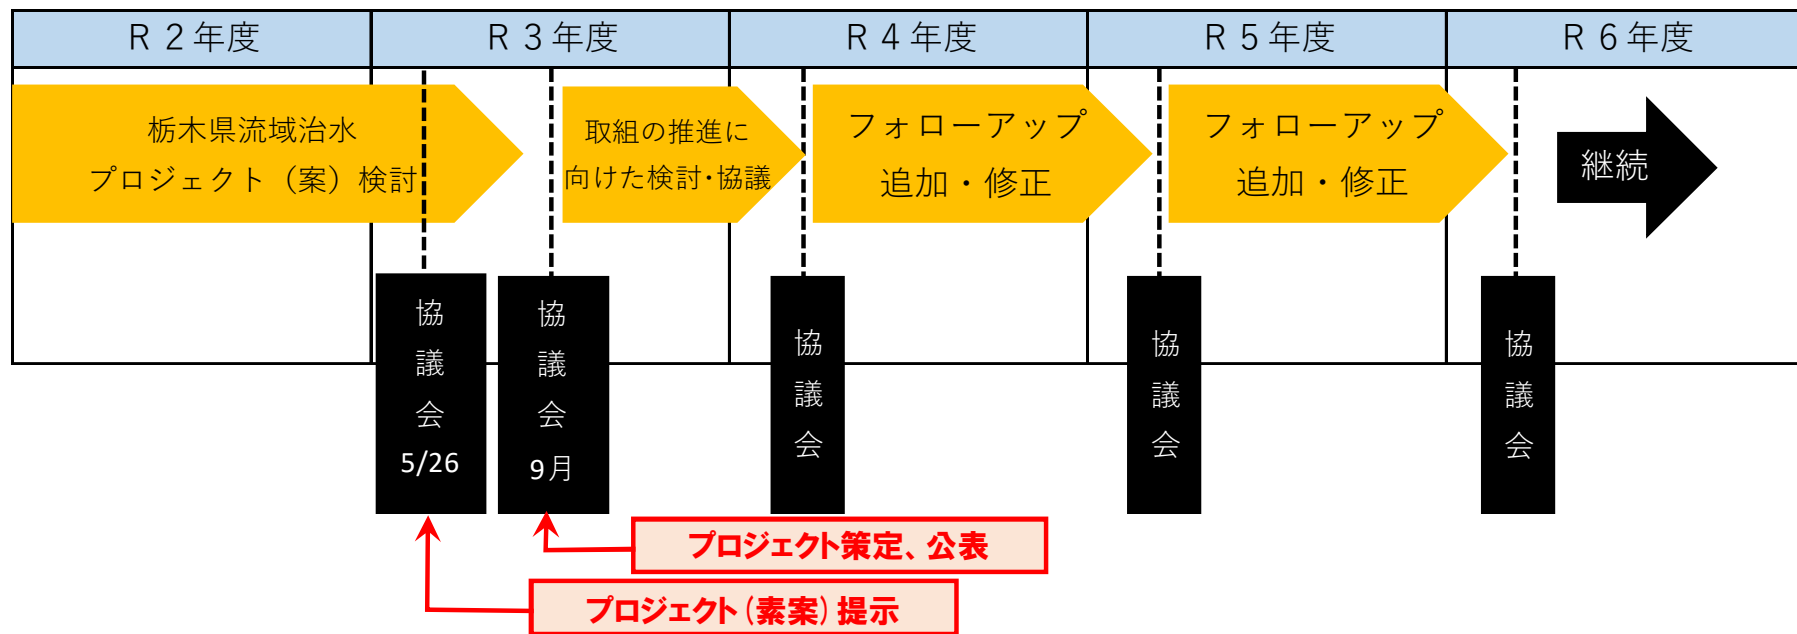 R2年度
R3年度
R4年度
R5年度
R6年度
栃木県流域治水
プロジェクト（案）検討
取組の推進に
向けた検討・協議
フォローアップ
追加・修正
フォローアップ
追加・修正
継続
協議会
5/26
協議会
9月
協議会
協議会
協議会
プロジェクト策定、公表
プロジェクト（素案）提示